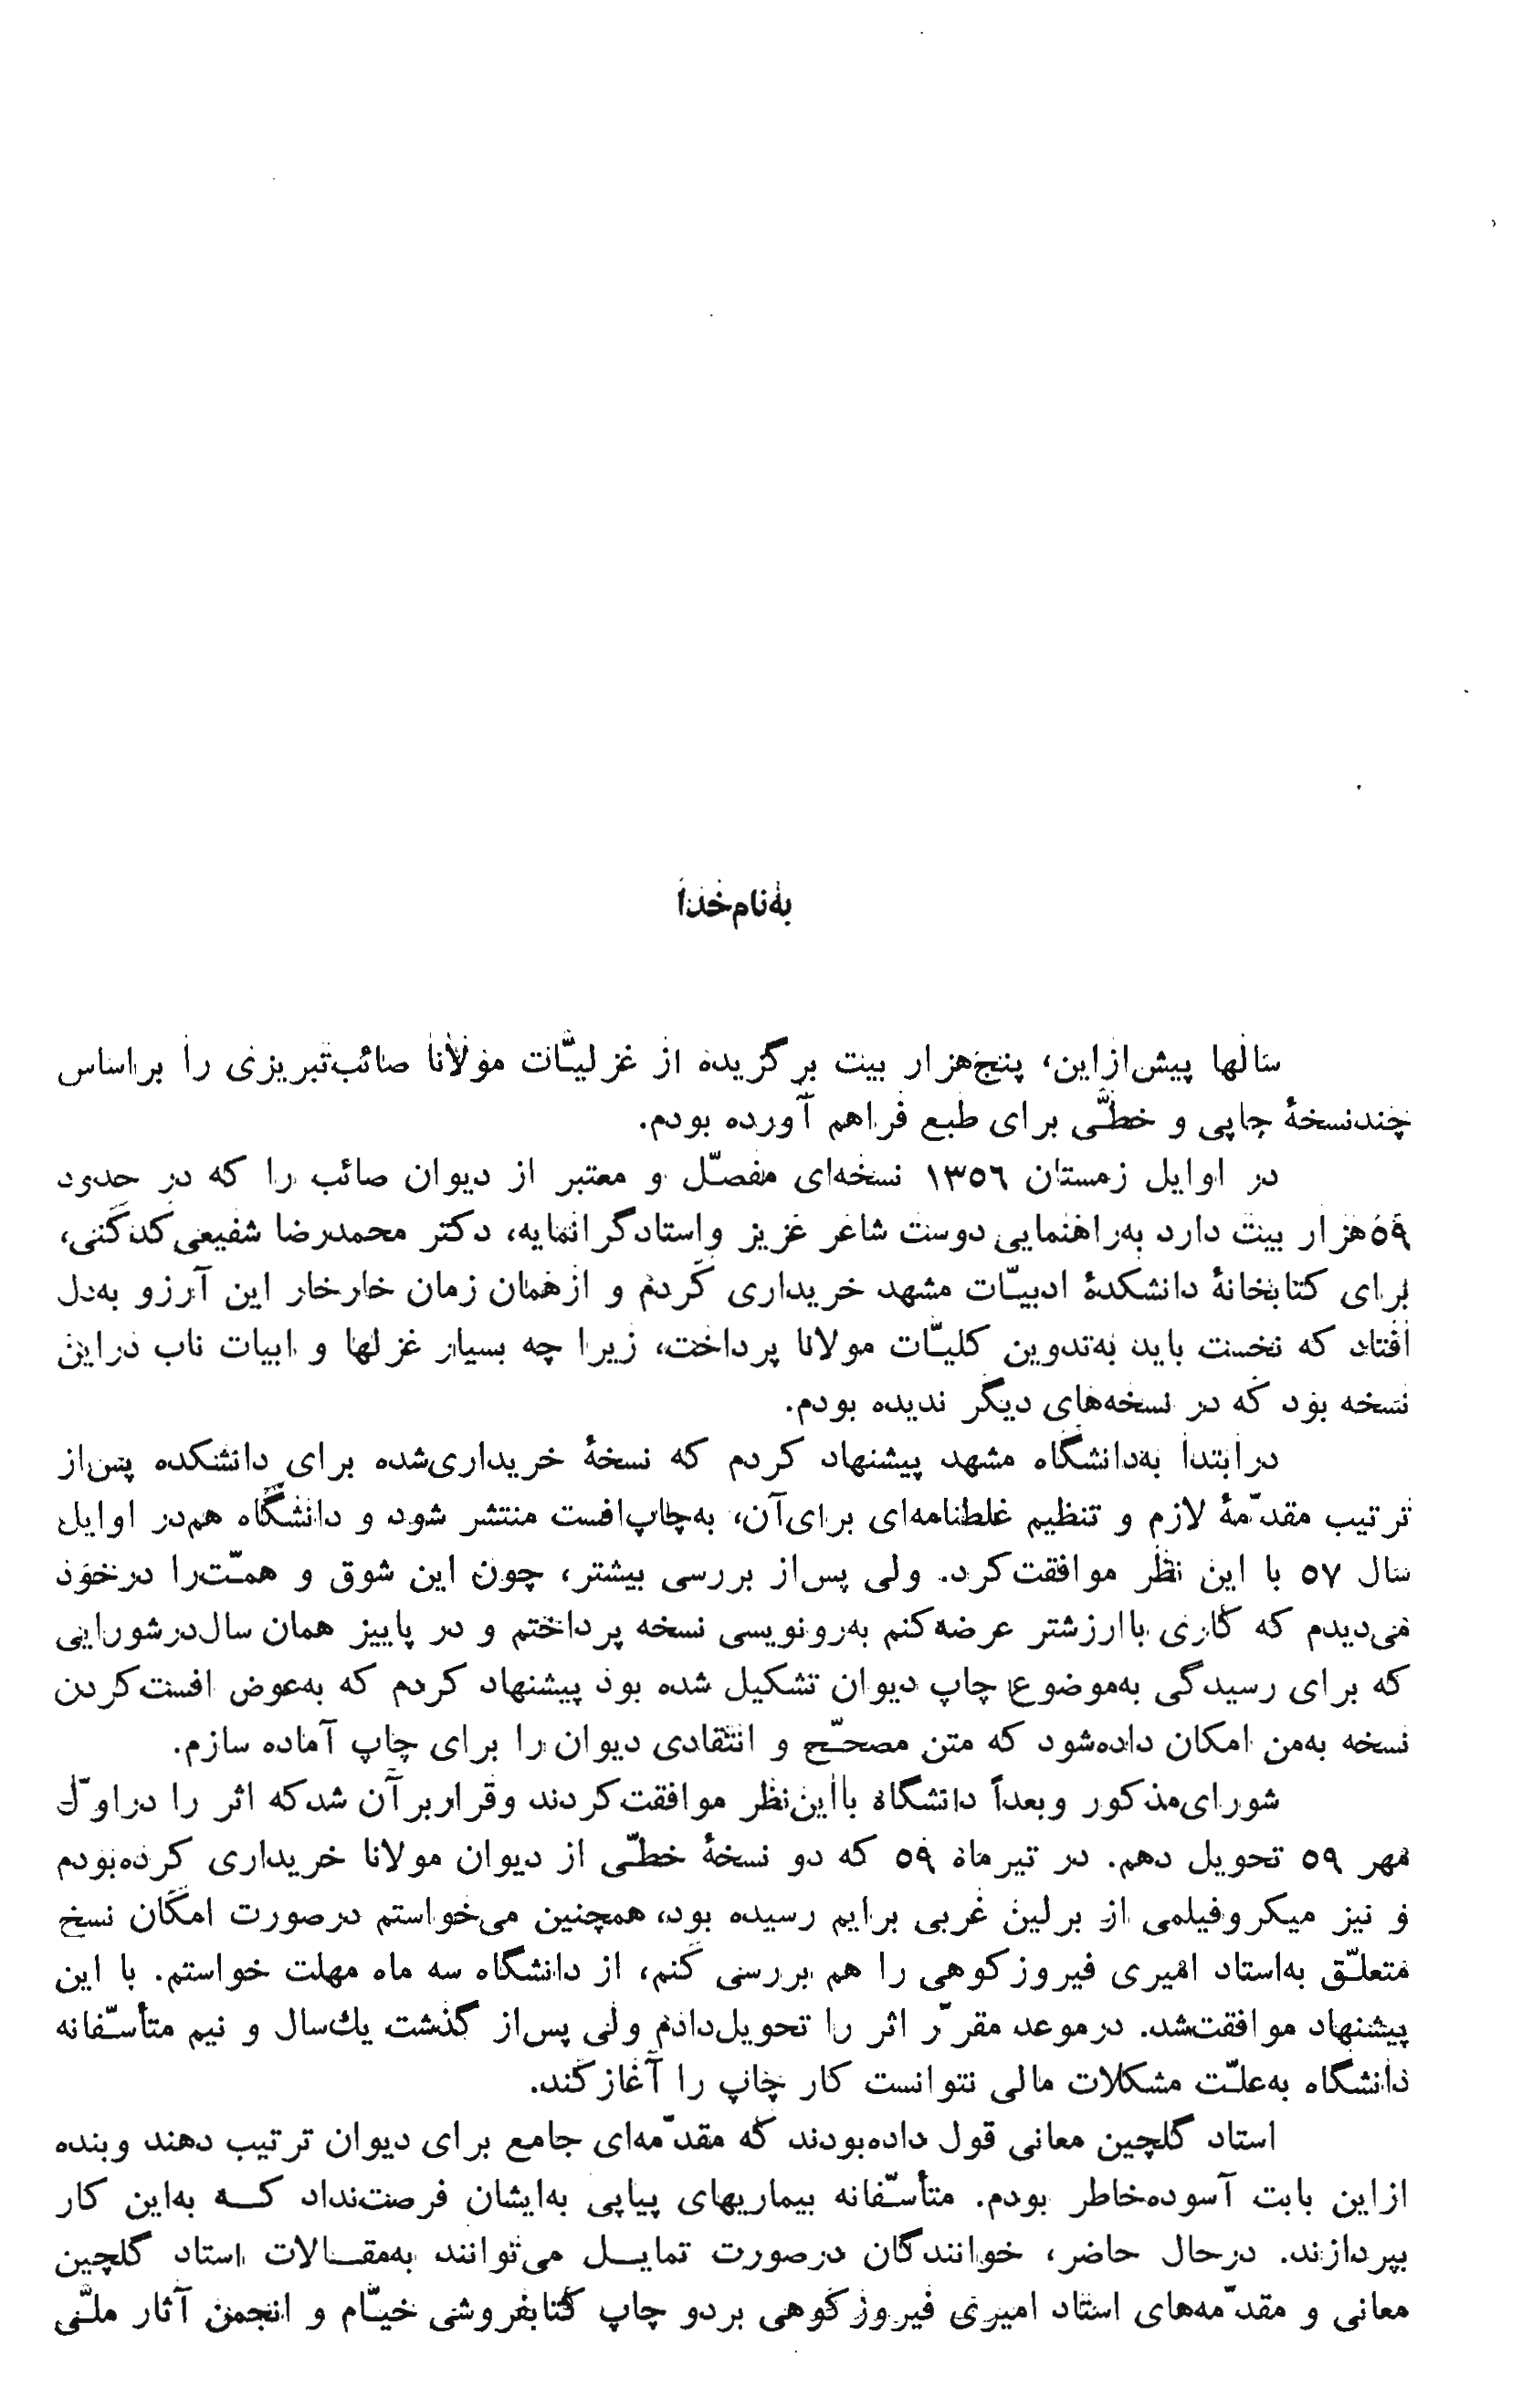 به‌نام‌خدا
سالها پیش‌ازاین، پنج‌هزار بیت برگزیده از غزلیّات مولانا صائب‌تبریزی را براساس
چندنسخهٔ چاپی و خطّی برای طبع فراهم آورده بودم.
در اوایل زمستان ۱۳۵۶ نسخه‌ای مفصّل و معتبر از دیوان صائب را که در حدود
۵۹هزار بیت دارد به‌راهنمایی دوست شاعر عزیز واستادگرانمایه، دکتر محمدرضا شفیعی‌کدکنی،
برای کتابخانهٔ دانشکدهٔ ادبیّات مشهد خریداری کردم و ازهمان زمان خارخار این آرزو به‌دل
افتاد که نخست باید به‌تدوین کلیّات مولانا پرداخت، زیرا چه بسیار غزلها و ابیات ناب دراین
نسخه بود که در نسخه‌های دیگر ندیده بودم.
درابتدا به‌دانشگاه مشهد پیشنهاد کردم که نسخهٔ خریداری‌شده برای دانشکده پس‌از
ترتیب مقدّمهٔ لازم و تنظیم غلطنامه‌ای برای‌آن، به‌چاپ‌افست منتشر شود و دانشگاه هم‌در اوایل
سال ۵۷ با این نظر موافقت‌کرد. ولی پس‌از بررسی بیشتر، چون این شوق و همّت‌را درخود
می‌دیدم که کاری باارزشتر عرضه‌کنم به‌رونویسی نسخه پرداختم و در پاییز همان سال‌درشورایی
که برای رسیدگی به‌موضوع چاپ دیوان تشکیل شده بود پیشنهاد کردم که به‌عوض افست‌کردن
نسخه به‌من امکان داده‌شود که متن مصحّح و انتقادی دیوان را برای چاپ آماده سازم.
شورای‌مذکور وبعداً دانشگاه بااین‌نظر موافقت‌کردند وقراربرآن شدکه اثر را دراوّل
مهر ۵۹ تحویل دهم. در تیرماه ۵۹ که دو نسخهٔ خطّی از دیوان مولانا خریداری کرده‌بودم
و نیز میکروفیلمی از برلین غربی برایم رسیده بود، همچنین می‌خواستم درصورت امکان نسخ
متعلّق به‌استاد امیری فیروزکوهی را هم بررسی کنم، از دانشگاه سه ماه مهلت خواستم. با این
پیشنهاد موافقت‌شد. درموعد مقرّر اثر را تحویل‌دادم ولی پس‌از گذشت یك‌سال و نیم متأسّفانه
دانشگاه به‌علّت مشکلات مالی نتوانست کار چاپ را آغازکند.
استاد گلچین معانی قول داده‌بودند که مقدّمه‌ای جامع برای دیوان ترتیب دهند وبنده
ازاین بابت آسوده‌خاطر بودم. متأسّفانه بیماریهای پیاپی به‌ایشان فرصت‌نداد کـه به‌این کار
بپردازند. درحال حاضر، خوانندگان درصورت تمایـل می‌توانند به‌مقـالات استاد گلچین
معانی و مقدّمه‌های استاد امیری فیروزکوهی بردو چاپ کتابفروشی خیّام و انجمن آثار ملّی